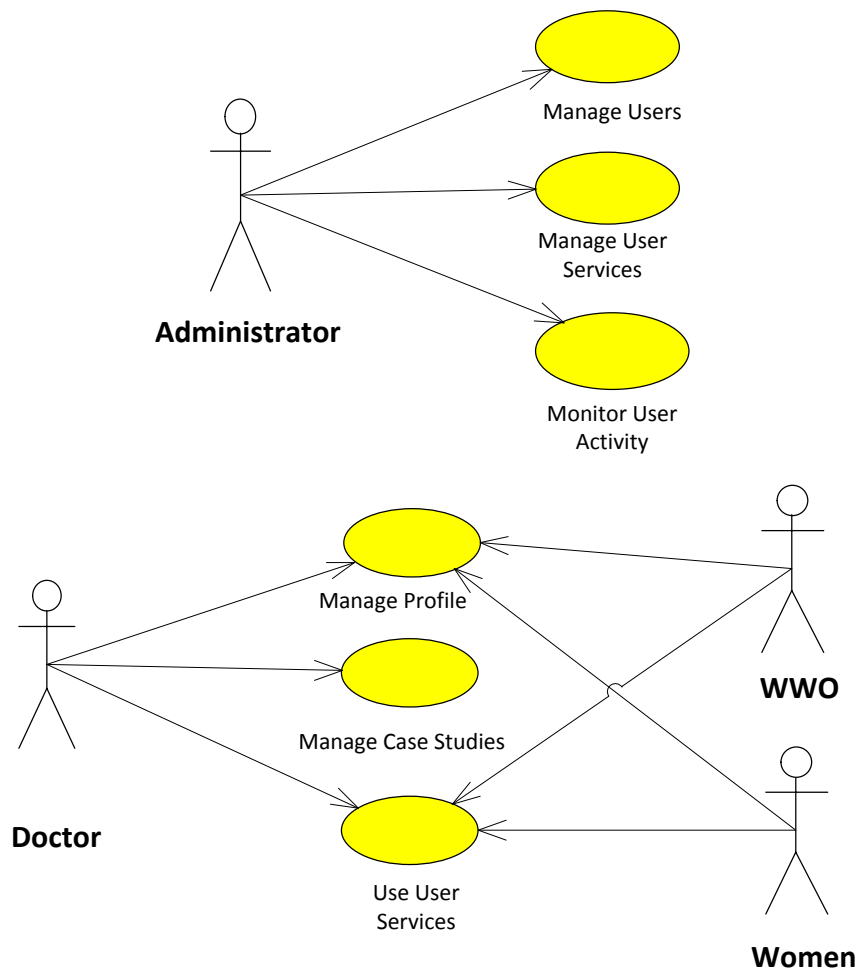 Manage Users
Manage User
Services
Administrator
Monitor User
Activity
Manage Profile
WWO
Manage Case Studies
Doctor
Use User
Services
Women